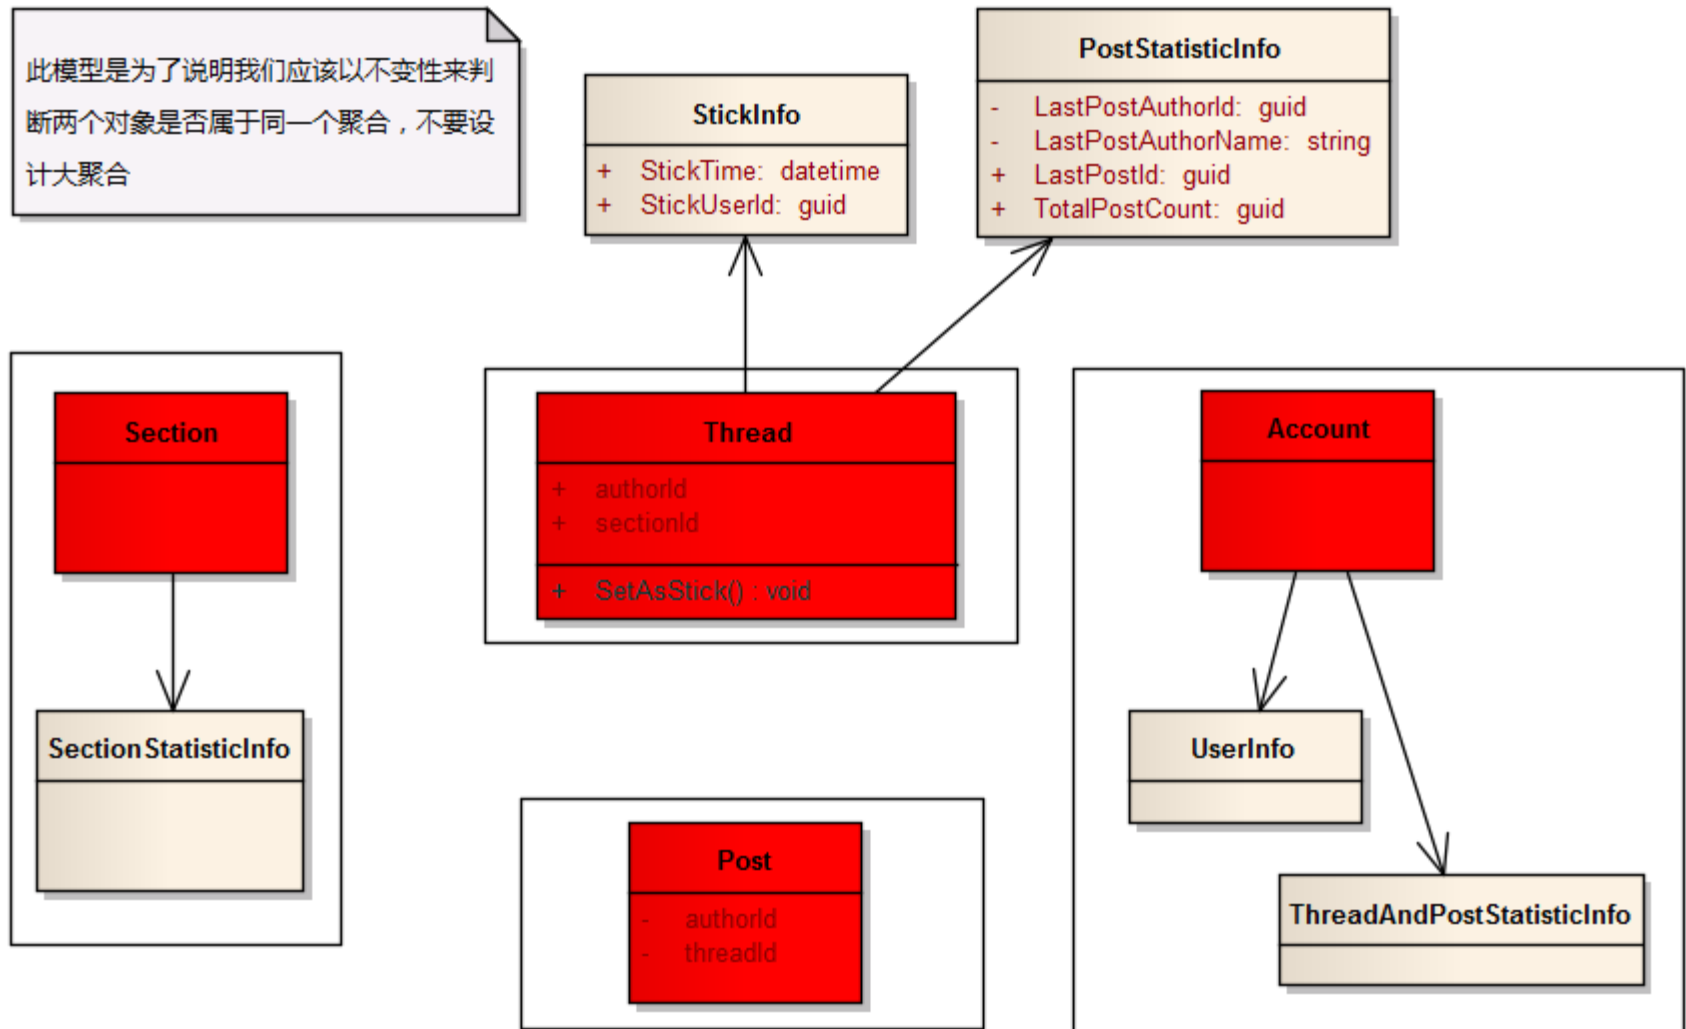 此模型是为了说明我们应该以不变性来判
断两个对象是否属于同一个聚合，不要设
计大聚合
StickInfo
+ StickTime: datetime
+ StickUserId: guid
PostStatisticInfo
- LastPostAuthorId: guid
- LastPostAuthorName: string
+ LastPostId: guid
+ TotalPostCount: guid
Section
SectionStatisticInfo
Thread
+ authorId
+ sectionId
+ SetAsStick() : void
Post
- authorId
- threadId
Account
UserInfo
ThreadAndPostStatisticInfo